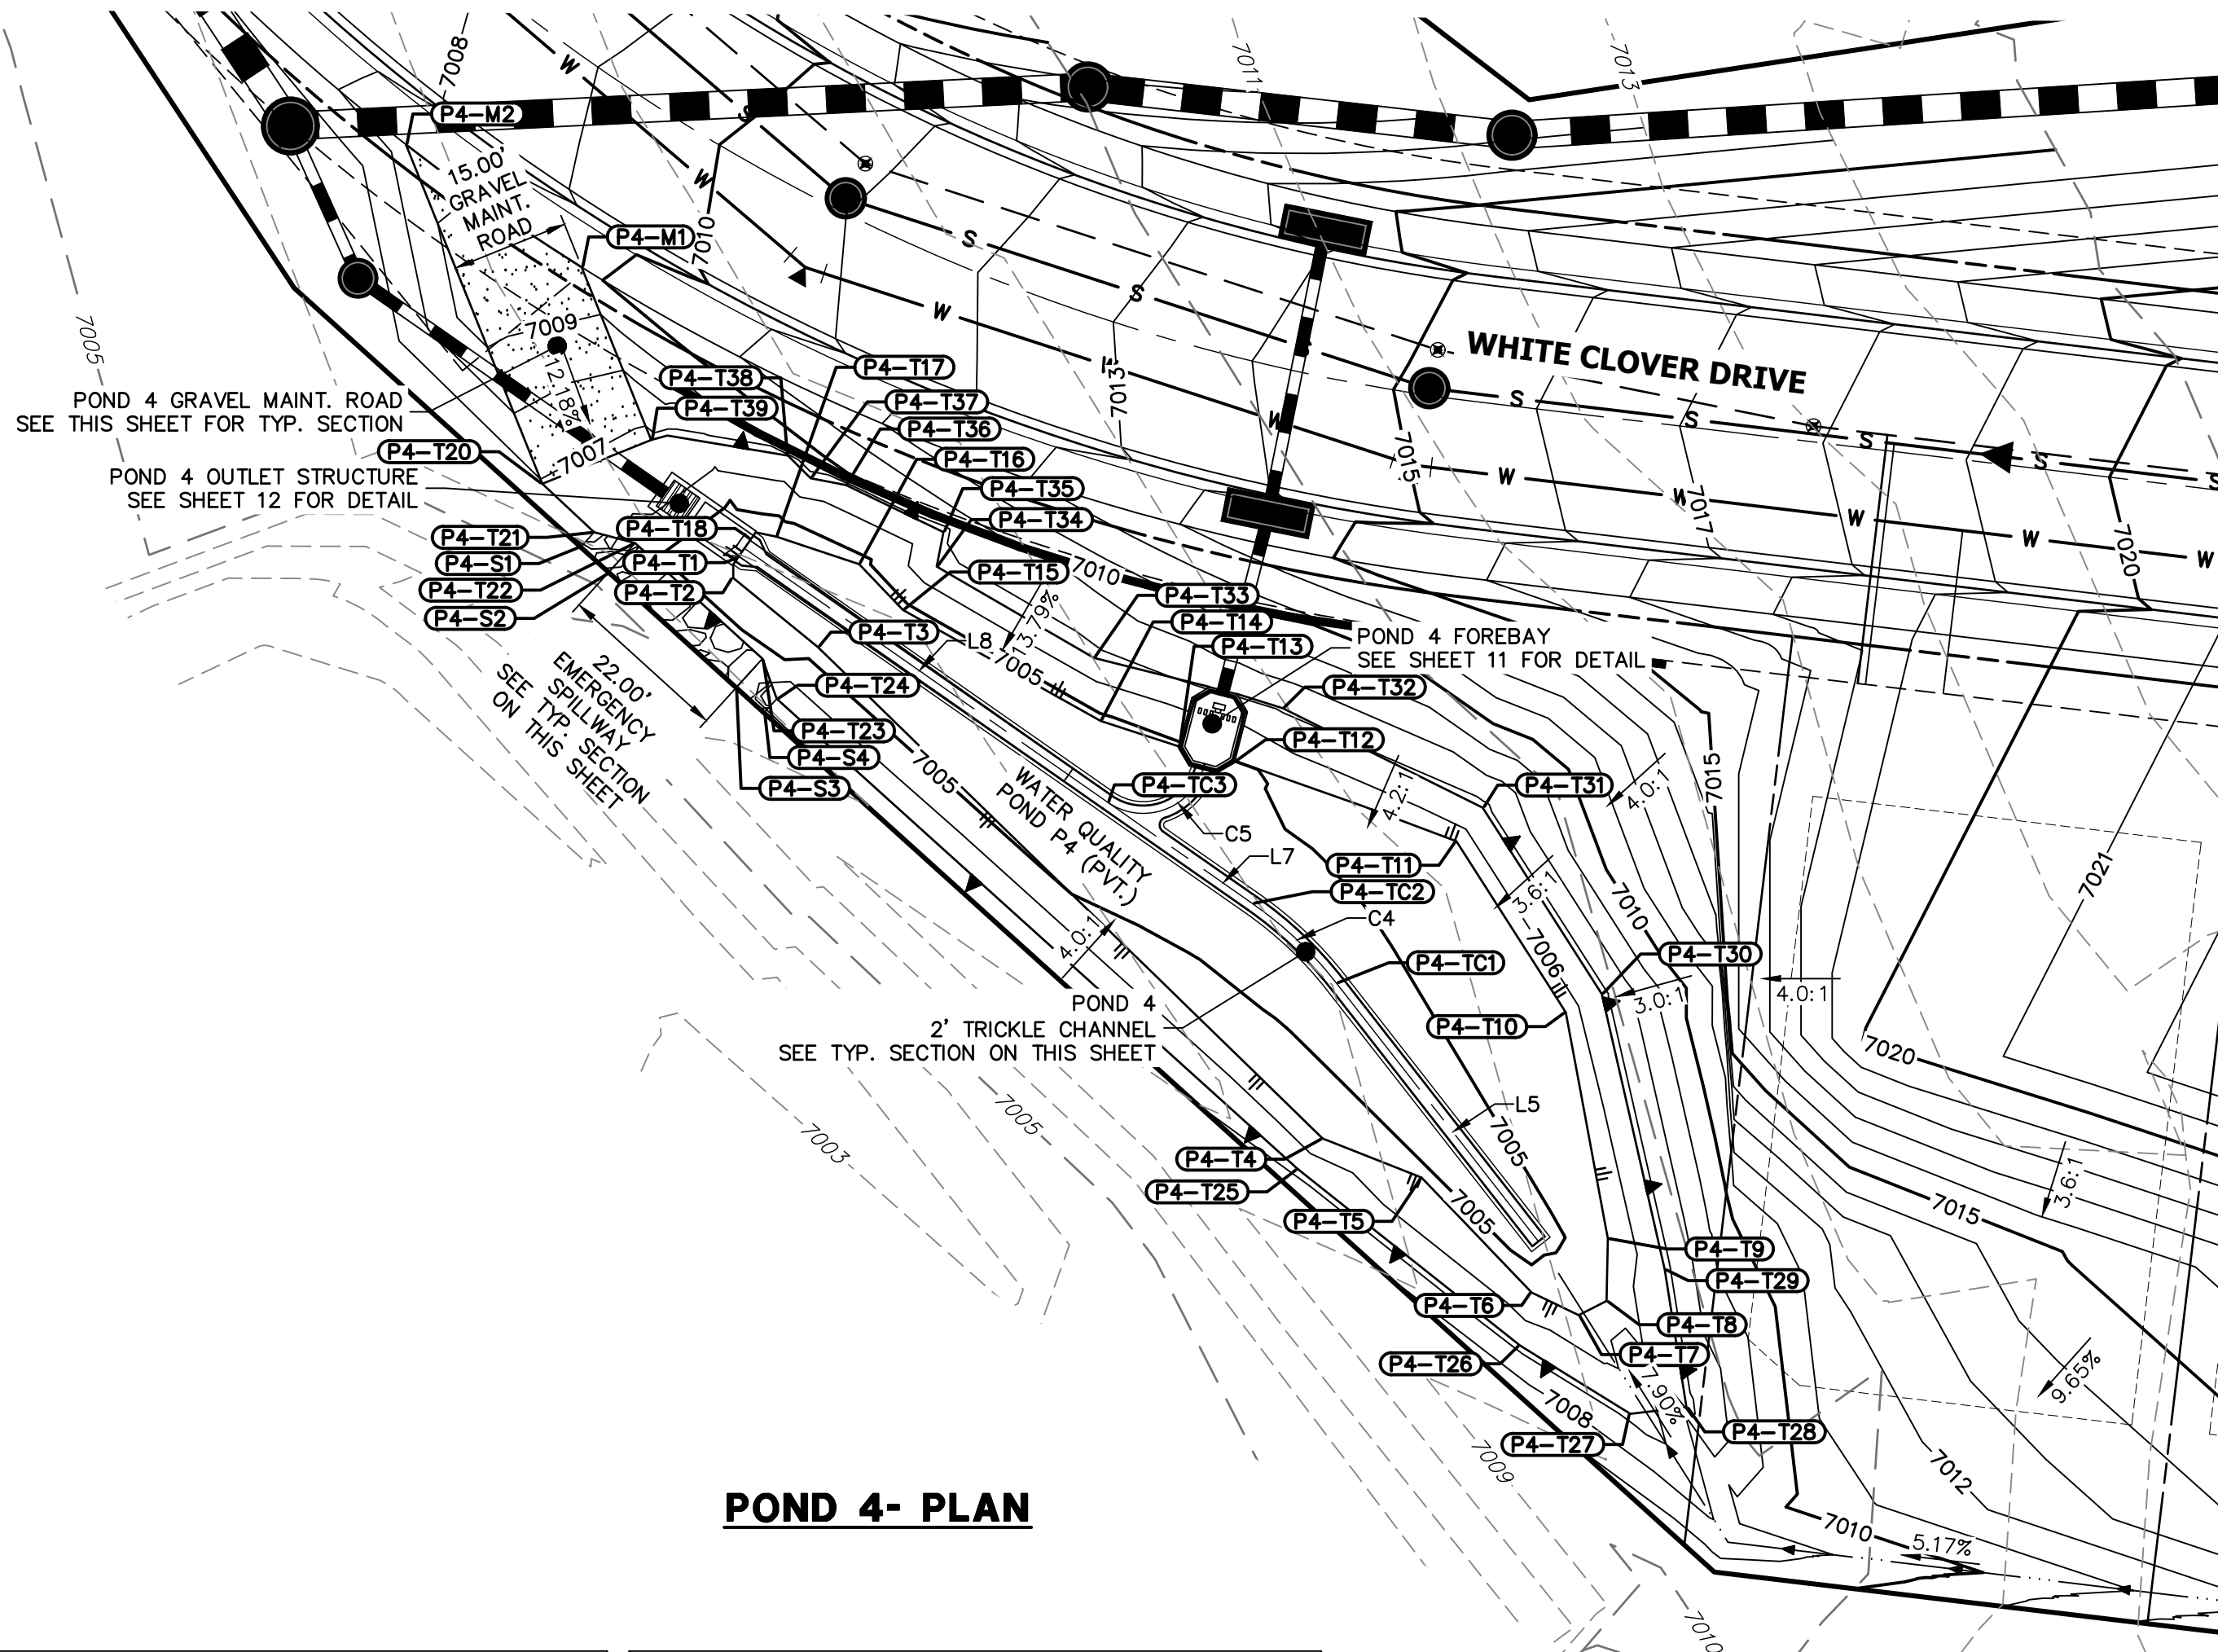 7008
W
P4-M2
S
7011
7013
15.00'
GRAVEL
MAINT.
ROAD
W
P4-M1
7010
S
S
W
7005
7009
12.18%
WHITE CLOVER DRIVE
S
P4-T17
P4-T38
7013
POND 4 GRAVEL MAINT. ROAD
SEE THIS SHEET FOR TYP. SECTION
P4-T39
P4-T37
W
S
S
S
S
S
P4-T36
P4-T20
7007
P4-T16
7015
W
W
W
W
W
7017
POND 4 OUTLET STRUCTURE
SEE SHEET 12 FOR DETAIL
P4-T35
P4-T34
P4-T21
P4-T18
P4-S1
P4-T1
P4-T15
7010
7020
P4-T22
P4-T2
P4-T33
P4-S2
P4-T3
P4-T14
L8
13.79%
P4-T13
POND 4 FOREBAY
SEE SHEET 11 FOR DETAIL
7005
22.00'
EMERGENCY
SPILLWAY
SEE TYP. SECTION
ON THIS SHEET
P4-T24
P4-T32
P4-T23
P4-T12
P4-S4
P4-S3
7005
WATER QUALITY
POND P4 (PVT.)
P4-TC3
4.2:1
P4-T31
4.0:1
7015
C5
L7
P4-T11
P4-TC2
3.6:1
7010
7021
C4
4.0:1
7006
P4-T30
P4-TC1
3.0:1
4.0:1
POND 4
2' TRICKLE CHANNEL
SEE TYP. SECTION ON THIS SHEET
P4-T10
7020
7005
7003
L5
7005
P4-T4
P4-T25
3.6:1
P4-T5
7005
7015
P4-T9
P4-T29
P4-T6
P4-T8
P4-T7
P4-T26
7.90%
9.65%
7008
P4-T28
P4-T27
7009
7012
POND 4- PLAN
7010
5.17%
7010